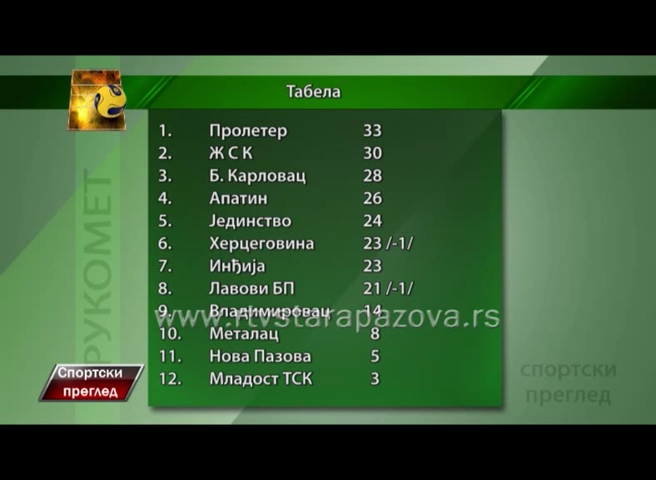 Табела
1. Пролетер 33
2. Ж С К 30
3. Б. Карловац 28
4. Апатин 26
5. Јединство 24
6. Херцеговина 23 /-1/
7. Инђија 23
8. Лавови БП 21 /-1/
9. Владимировац 14
www.rtvstarapazova.rs
10. Металац 8
11. Нова Пазова 5
12. Младост ТСК 3
РУКОМЕТ
Спортски
преглед
спортски
преглед